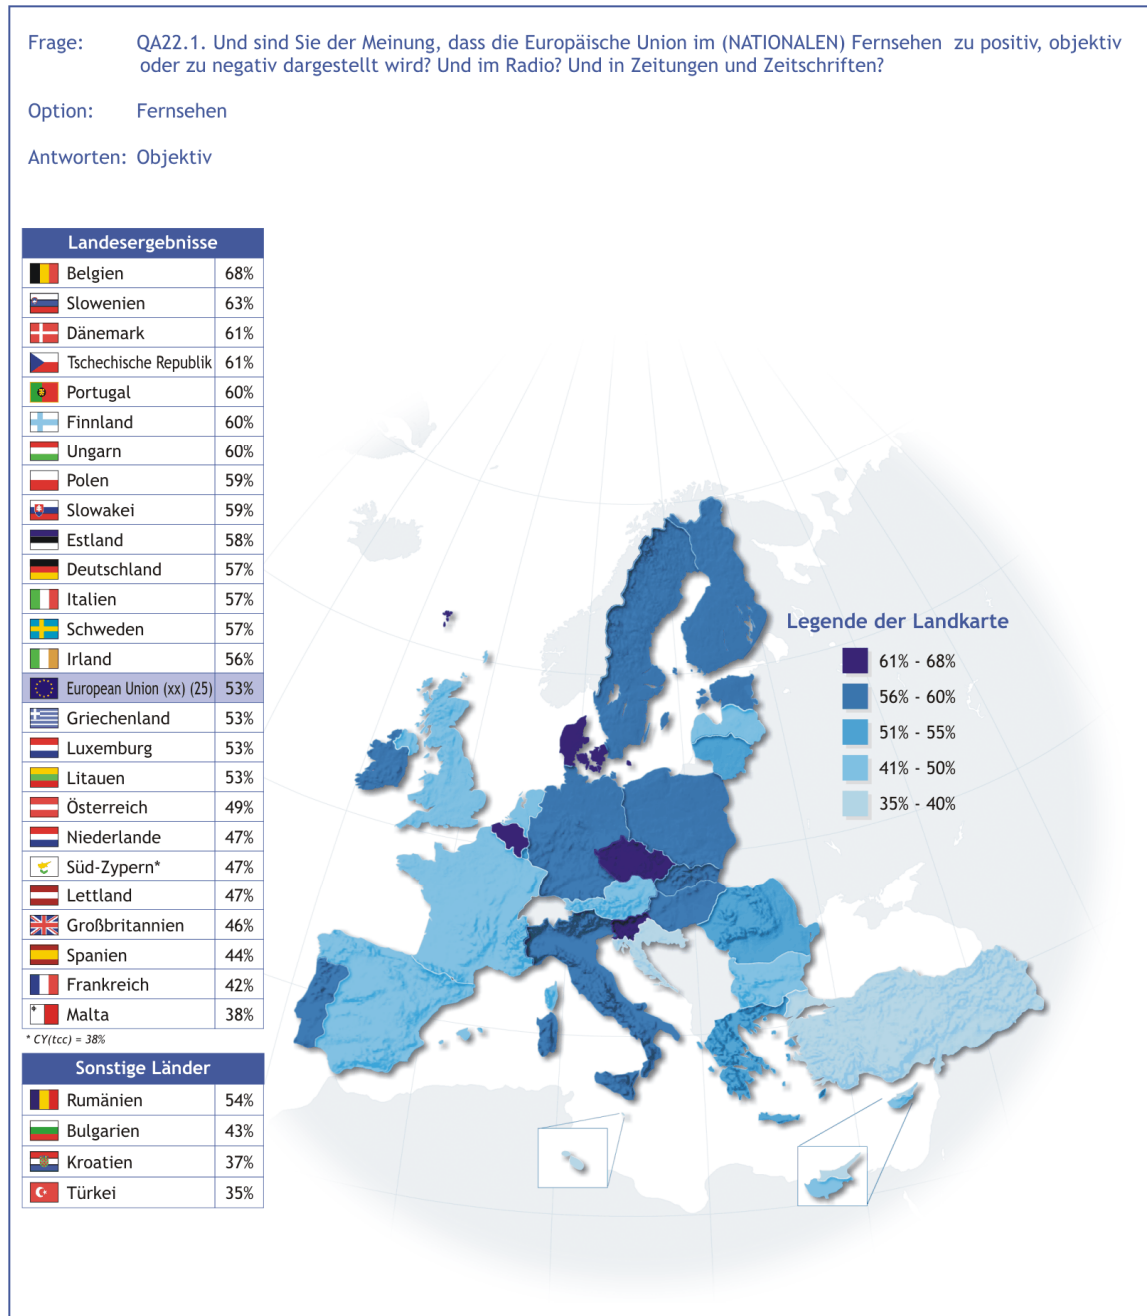 Frage: QA22.1. Und sind Sie der Meinung, dass die Europäische Union im (NATIONALEN) Fernsehen zu positiv, objektiv
oder zu negativ dargestellt wird? Und im Radio? Und in Zeitungen und Zeitschriften?
Option: Fernsehen
Antworten: Objektiv
Landesergebnisse
Belgien 68%
Slowenien 63%
Dänemark 61%
Tschechische Republik 61%
Portugal 60%
Finnland 60%
Ungarn 60%
Polen 59%
Slowakei 59%
Estland 58%
Deutschland 57%
Italien 57%
Schweden 57%
Irland 56%
European Union (xx) (25) 53%
Griechenland 53%
Luxemburg 53%
Litauen 53%
Österreich 49%
Niederlande 47%
Süd-Zypern* 47%
Lettland 47%
Großbritannien 46%
Spanien 44%
Frankreich 42%
Malta 38%
* CY(tcc) = 38%
Sonstige Länder
Rumänien 54%
Bulgarien 43%
Kroatien 37%
Türkei 35%
Legende der Landkarte
61% - 68%
56% - 60%
51% - 55%
41% - 50%
35% - 40%